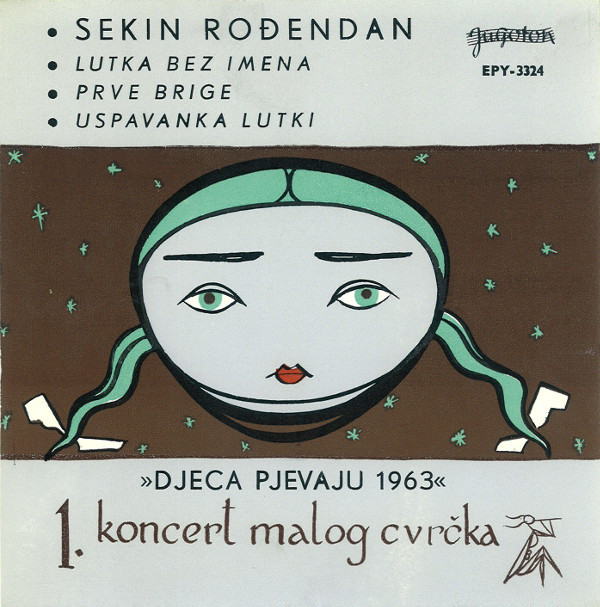 • SEKIN ROĐENDAN
• LUTKA BEZ IMENA
• PRVE BRIGE
• USPAVANKA LUTKI
jugoton
EPY-3324
»DJECA PJEVAJU 1963«
1. koncert malog cvrčka